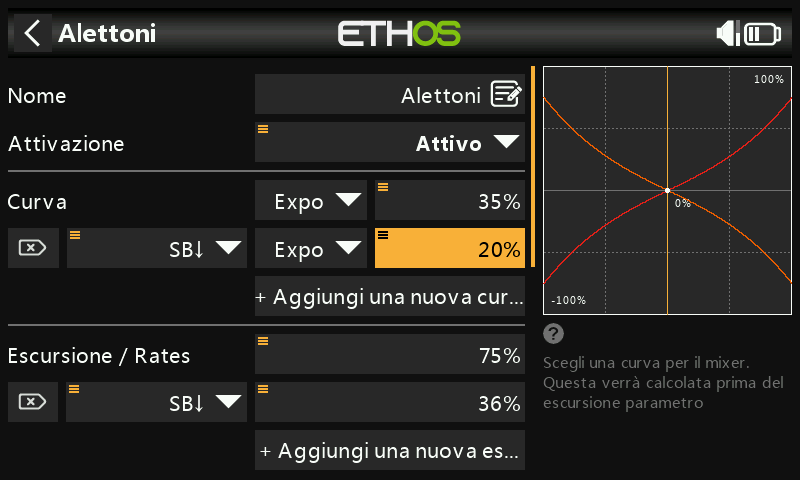 Alettoni
ETHOS
Nome
Alettoni
Attivazione
Attivo
Curva
Expo
35%
SB↓
Expo
20%
+ Aggiungi una nuova cur...
Escursione / Rates
75%
SB↓
36%
+ Aggiungi una nuova es...
100%
0%
-100%
?
Scegli una curva per il mixer.
Questa verrà calcolata prima del
escursione parametro